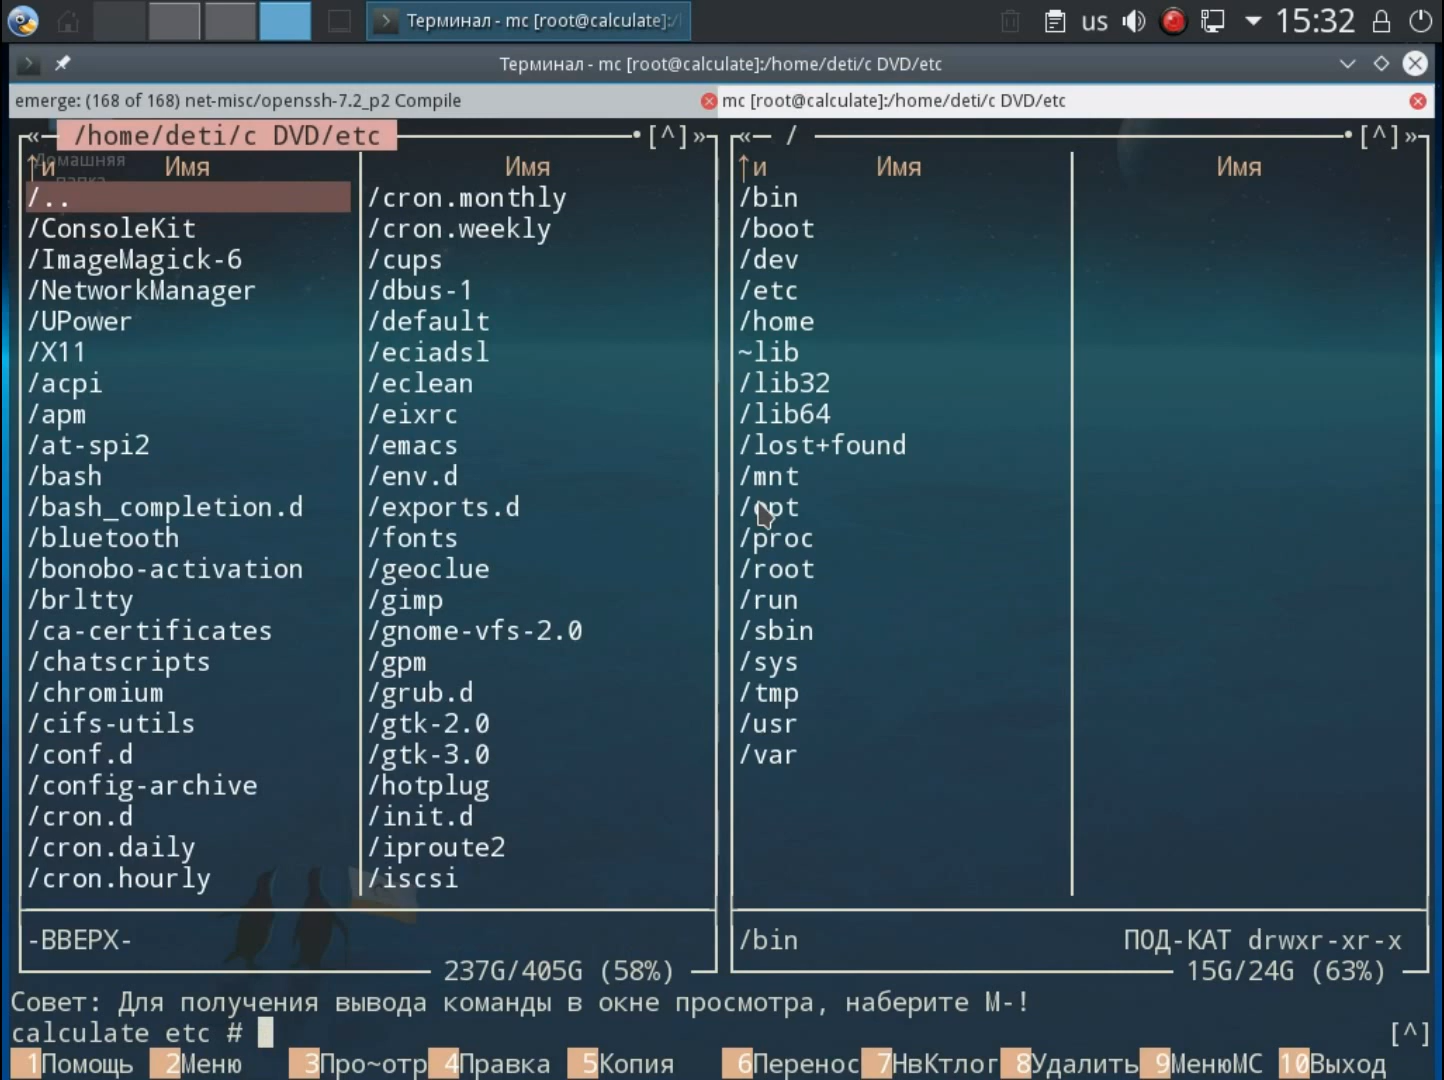 Терминал - mc [root@calculate]:/
us
15:32
Терминал - mc [root@calculate]:/home/deti/c DVD/etc
emerge: (168 of 168) net-misc/openssh-7.2_p2 Compile
mc [root@calculate]:/home/deti/c DVD/etc
«— /home/deti/c DVD/etc •[^]»
Домашняя
папка
↑и Имя Имя
/..
/ConsoleKit
/ImageMagick-6
/NetworkManager
/UPower
/X11
/acpi
/apm
/at-spi2
/bash
/bash_completion.d
/bluetooth
/bonobo-activation
/brltty
/ca-certificates
/chatscripts
/chromium
/cifs-utils
/conf.d
/config-archive
/cron.d
/cron.daily
/cron.hourly
/cron.monthly
/cron.weekly
/cups
/dbus-1
/default
/eciadsl
/eclean
/eixrc
/emacs
/env.d
/exports.d
/fonts
/geoclue
/gimp
/gnome-vfs-2.0
/gpm
/grub.d
/gtk-2.0
/gtk-3.0
/hotplug
/init.d
/iproute2
/iscsi
-ВВЕРХ-
237G/405G (58%)
«— / •[^]»
↑и Имя Имя
/bin
/boot
/dev
/etc
/home
~lib
/lib32
/lib64
/lost+found
/mnt
/opt
/proc
/root
/run
/sbin
/sys
/tmp
/usr
/var
/bin ПОД-КАТ drwxr-xr-x
15G/24G (63%)
Совет: Для получения вывода команды в окне просмотра, наберите M-!
calculate etc # [^]
1Помощь 2Меню 3Про~отр 4Правка 5Копия 6Перенос 7НвКтлог 8Удалить 9МенюMC 10Выход